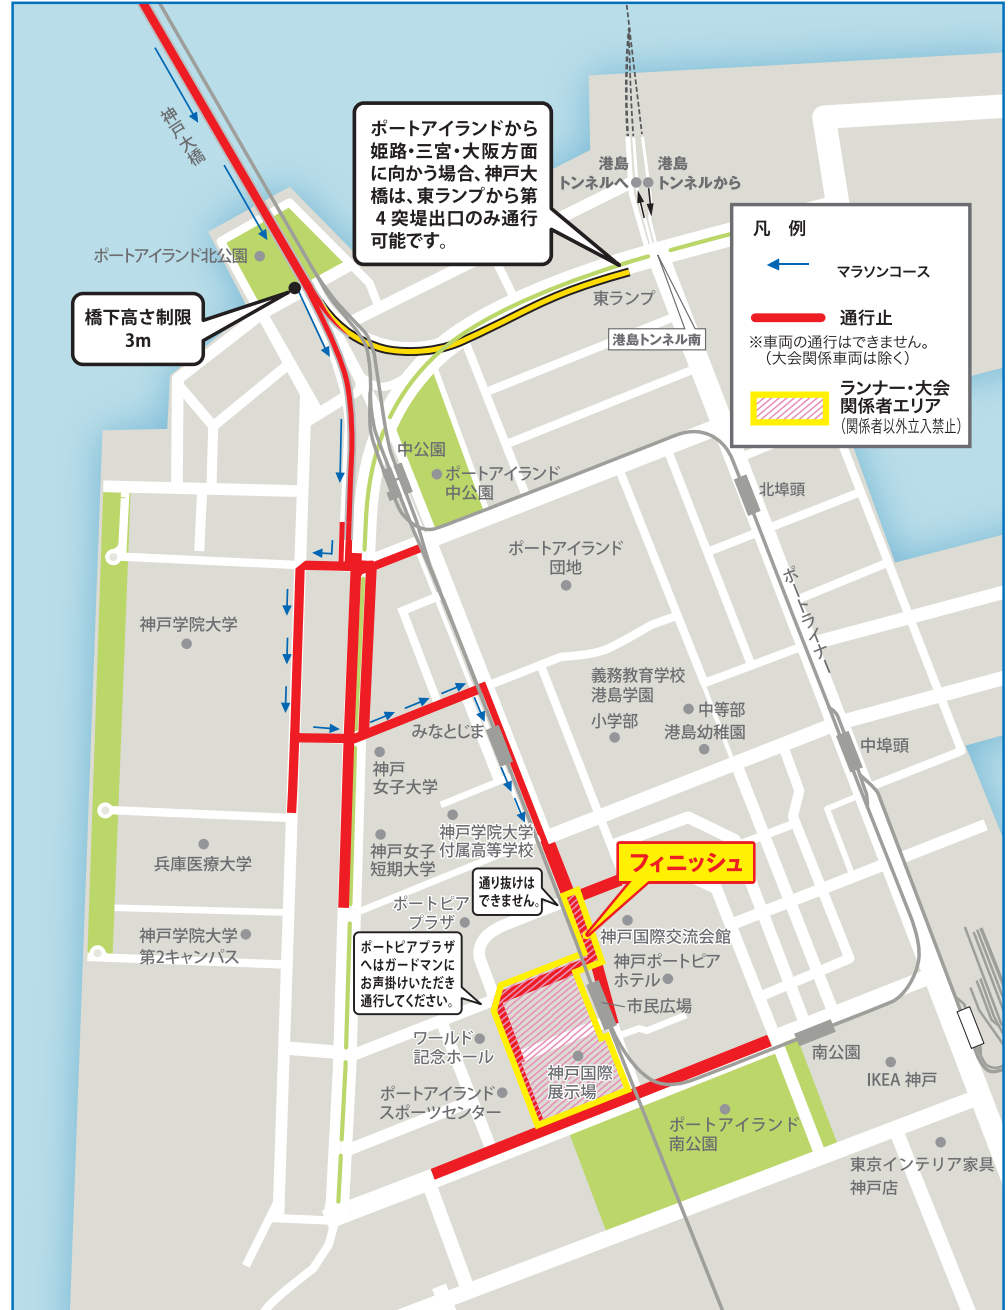 神戸大橋
ポートアイランドから
姫路・三宮・大阪方面
に向かう場合、神戸大
橋は、東ランプから第
4 突堤出口のみ通行
可能です。
港島
トンネルへ
港島
トンネルから
凡　例
マラソンコース
通行止
※車両の通行はできません。
（大会関係車両は除く）
ランナー・大会
関係者エリア
（関係者以外立入禁止）
ポートアイランド北公園
橋下高さ制限
3m
東ランプ
港島トンネル南
中公園
ポートアイランド
中公園
北埠頭
ポートアイランド
団地
ポートライナー
神戸学院大学
義務教育学校
港島学園
小学部
中等部
港島幼稚園
みなとじま
中埠頭
神戸
女子大学
神戸学院大学
付属高等学校
神戸女子
短期大学
兵庫医療大学
フィニッシュ
通り抜けは
できません。
ポートピア
プラザ
神戸学院大学
第2キャンパス
ポートピアプラザ
へはガードマンに
お声掛けいただき
通行してください。
神戸国際交流会館
神戸ポートピア
ホテル
市民広場
ワールド
記念ホール
神戸国際
展示場
南公園
IKEA 神戸
ポートアイランド
スポーツセンター
ポートアイランド
南公園
東京インテリア家具
神戸店